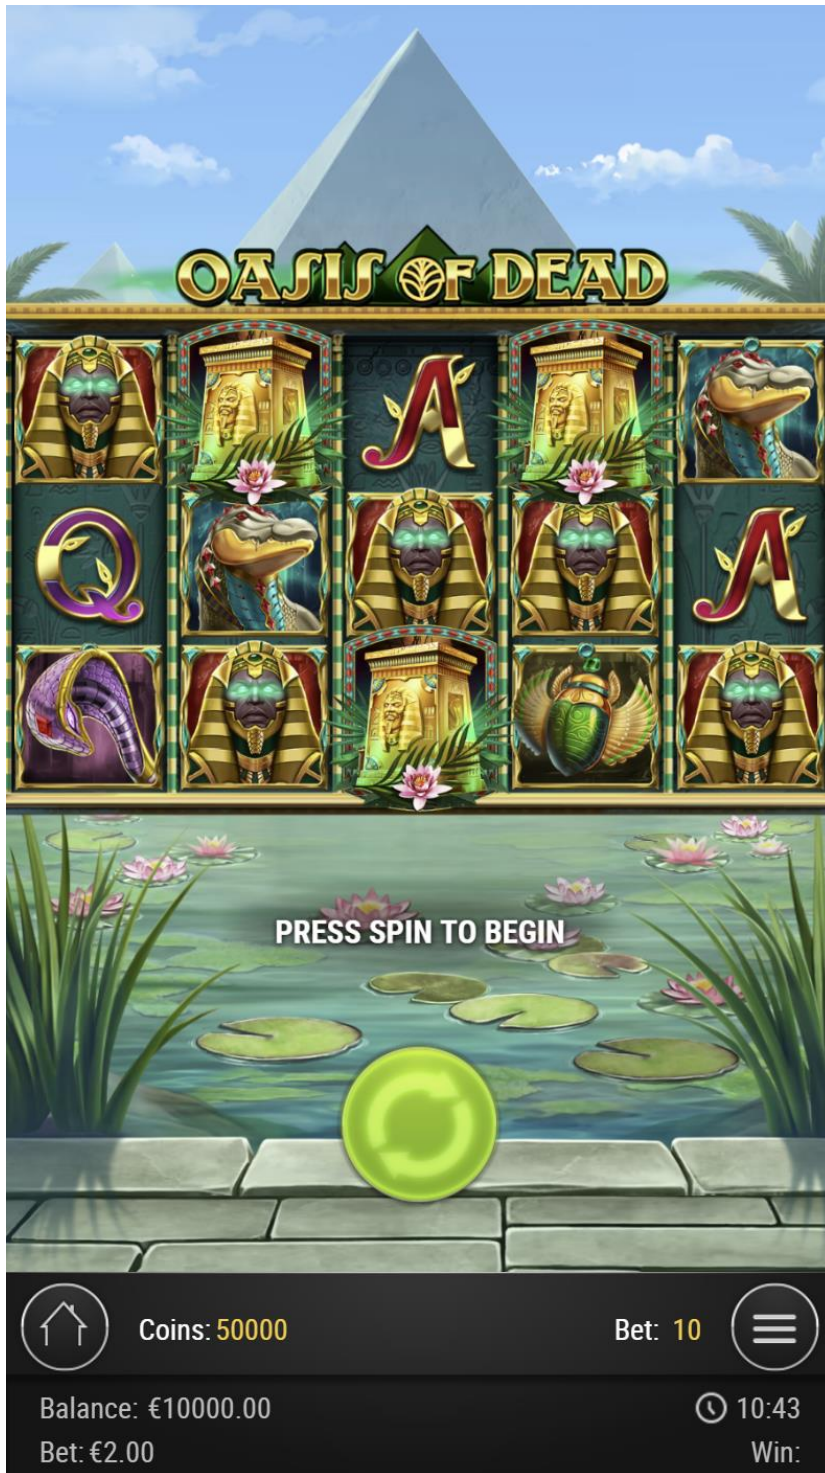 OASIS OF DEAD
A
Q
A
PRESS SPIN TO BEGIN
Coins: 50000 Bet: 10
Balance: €10000.00 10:43
Bet: €2.00 Win: